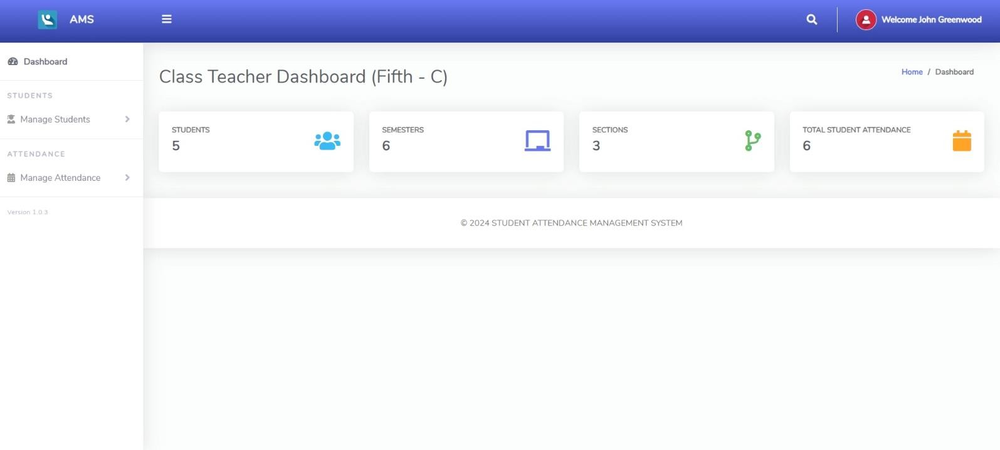 AMS
Welcome John Greenwood
Dashboard
STUDENTS
Manage Students
ATTENDANCE
Manage Attendance
Version 1.0.3
Class Teacher Dashboard (Fifth - C)
Home / Dashboard
STUDENTS
5
SEMESTERS
6
SECTIONS
3
TOTAL STUDENT ATTENDANCE
6
© 2024 STUDENT ATTENDANCE MANAGEMENT SYSTEM